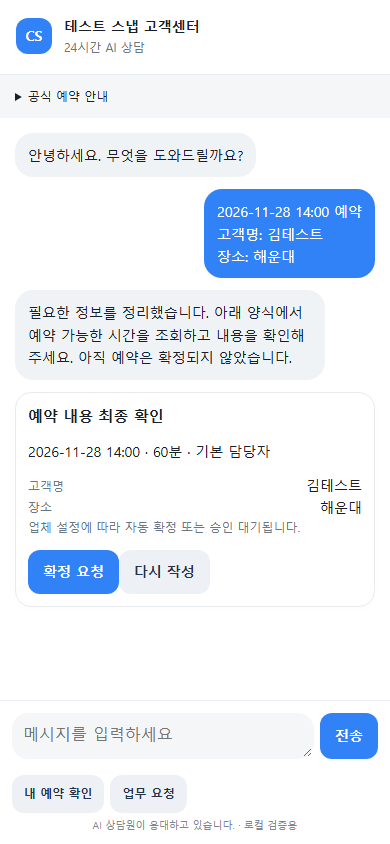 CS
테스트 스냅 고객센터
24시간 AI 상담
▶ 공식 예약 안내
안녕하세요. 무엇을 도와드릴까요?
2026-11-28 14:00 예약
고객명: 김테스트
장소: 해운대
필요한 정보를 정리했습니다. 아래 양식에서
예약 가능한 시간을 조회하고 내용을 확인해
주세요. 아직 예약은 확정되지 않았습니다.
예약 내용 최종 확인
2026-11-28 14:00 · 60분 · 기본 담당자
고객명 김테스트
장소 해운대
업체 설정에 따라 자동 확정 또는 승인 대기됩니다.
확정 요청 다시 작성
메시지를 입력하세요 전송
내 예약 확인 업무 요청
AI 상담원이 응대하고 있습니다. · 로컬 검증용